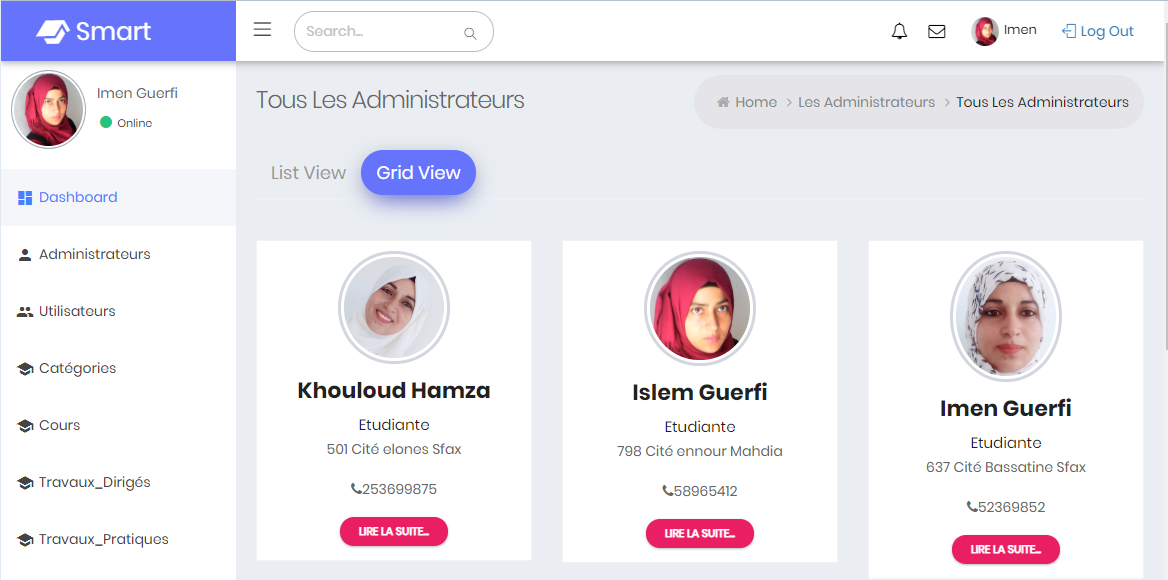 Smart
Search...
Imen
Log Out
Imen Guerfi
Online
Tous Les Administrateurs
Home > Les Administrateurs > Tous Les Administrateurs
List View
Grid View
Dashboard
Administrateurs
Utilisateurs
Catégories
Cours
Travaux_Dirigés
Travaux_Pratiques
Khouloud Hamza
Etudiante
501 Cité elones Sfax
253699875
LIRE LA SUITE...
Islem Guerfi
Etudiante
798 Cité ennour Mahdia
58965412
LIRE LA SUITE...
Imen Guerfi
Etudiante
637 Cité Bassatine Sfax
52369852
LIRE LA SUITE...